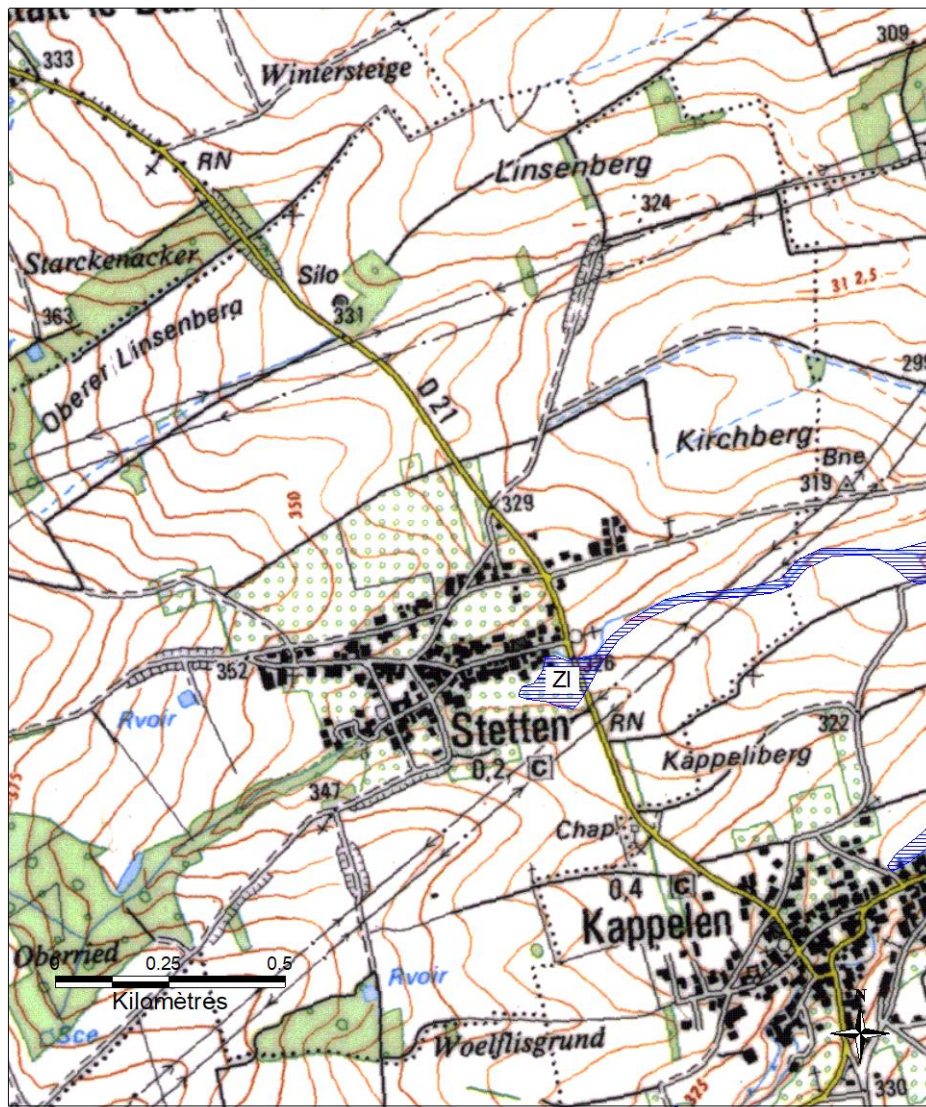 333
309
Wintersteige
RN
Linsenberg
324
Starckenacker
Silo
31 2,5
331
363
Oberer Linsenberg
D 21
299
Kirchberg
Bne
319
350
329
352
ZI
Rvoir
Stetten
RN
322
0,2
C
Kappeliberg
375
347
Chap.
0,4
C
Kappelen
Oberried
0
0.25
0.5
Kilomètres
Rvoir
Sce
N
Woelflisgrund
325
330